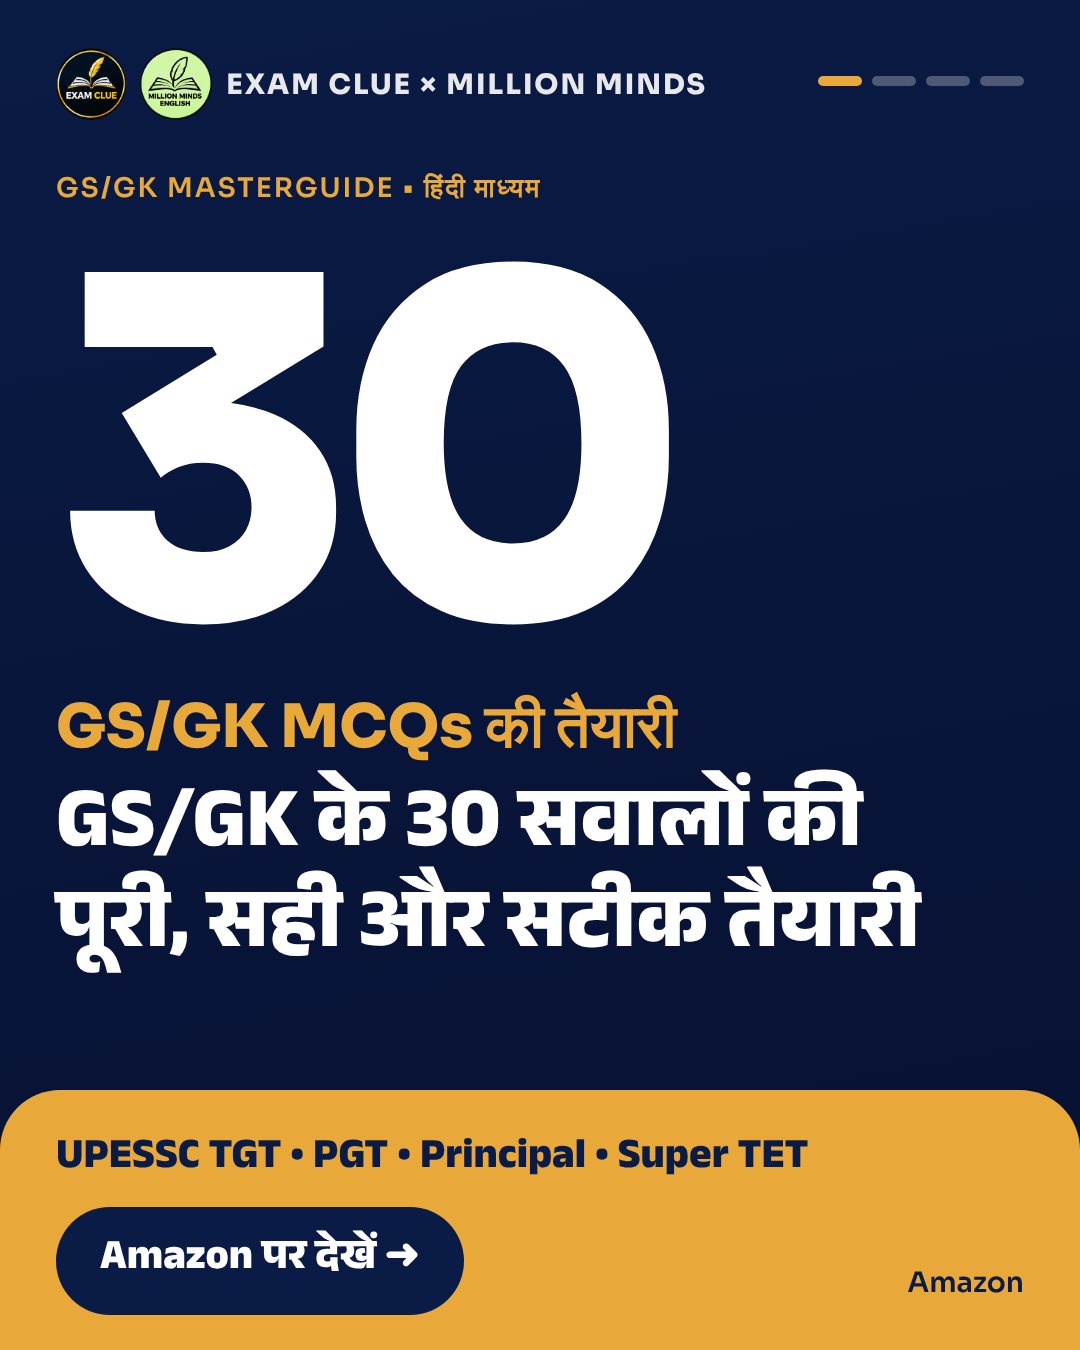 EXAM CLUE
MILLION MINDS
ENGLISH
EXAM CLUE × MILLION MINDS
GS/GK MASTERGUIDE • हिंदी माध्यम
30
GS/GK MCQs की तैयारी
GS/GK के 30 सवालों की
पूरी, सही और सटीक तैयारी
UPESSC TGT • PGT • Principal • Super TET
Amazon पर देखें →
Amazon